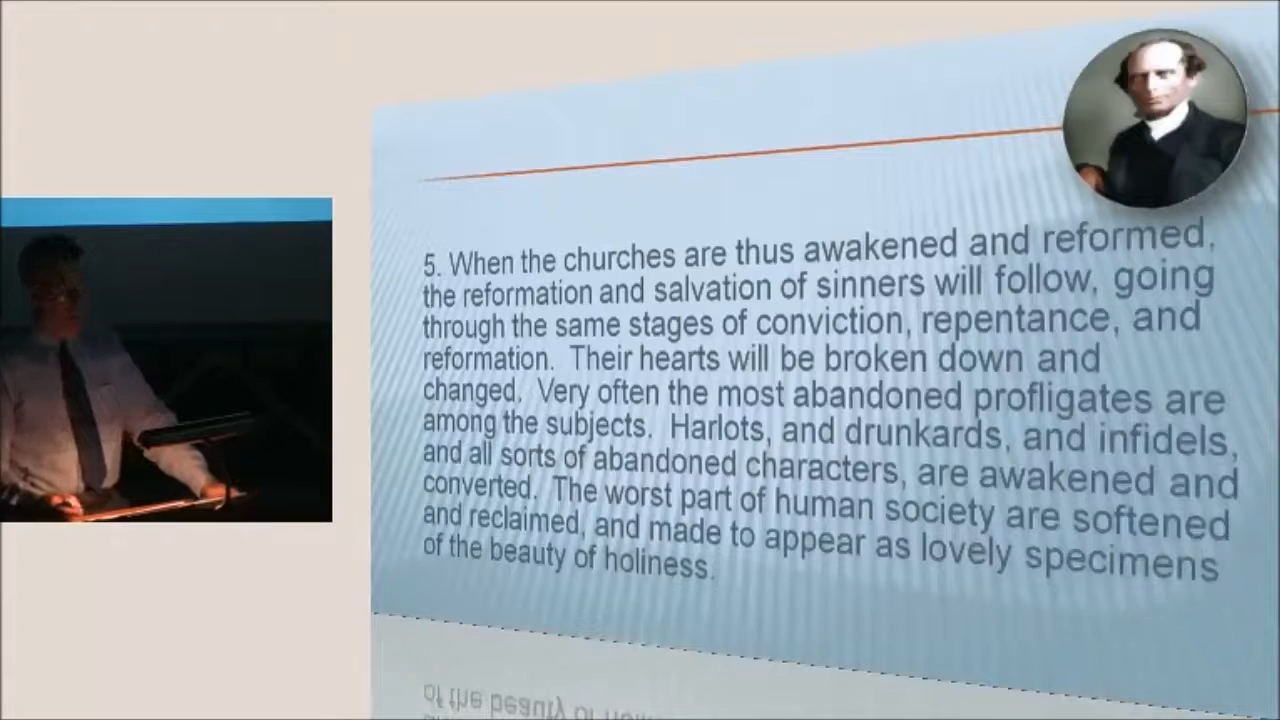 5. When the churches are thus awakened and reformed,
the reformation and salvation of sinners will follow, going
through the same stages of conviction, repentance, and
reformation. Their hearts will be broken down and
changed. Very often the most abandoned profligates are
among the subjects. Harlots, and drunkards, and infidels,
and all sorts of abandoned characters, are awakened and
converted. The worst part of human society are softened
and reclaimed, and made to appear as lovely specimens
of the beauty of holiness.
of the beauty of